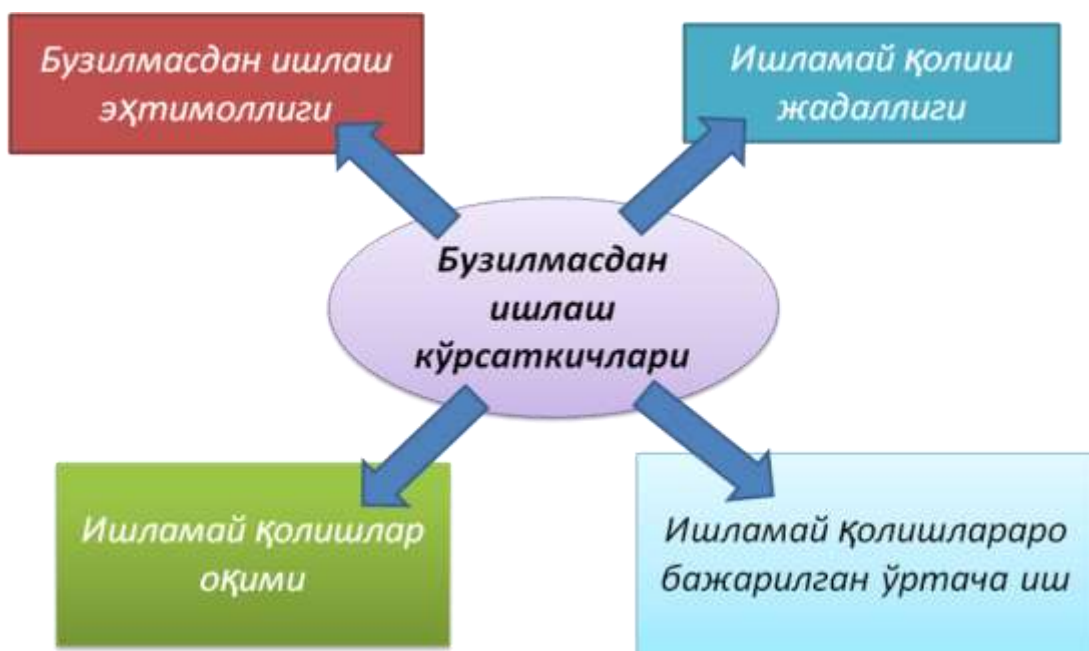 Бузилмасдан ишлаш
эҳтимоллиги
Ишламай қолиш
жадаллиги
Бузилмасдан
ишлаш
кўрсаткичлари
Ишламай қолишлар
оқими
Ишламай қолишлараро
бажарилган ўртача иш